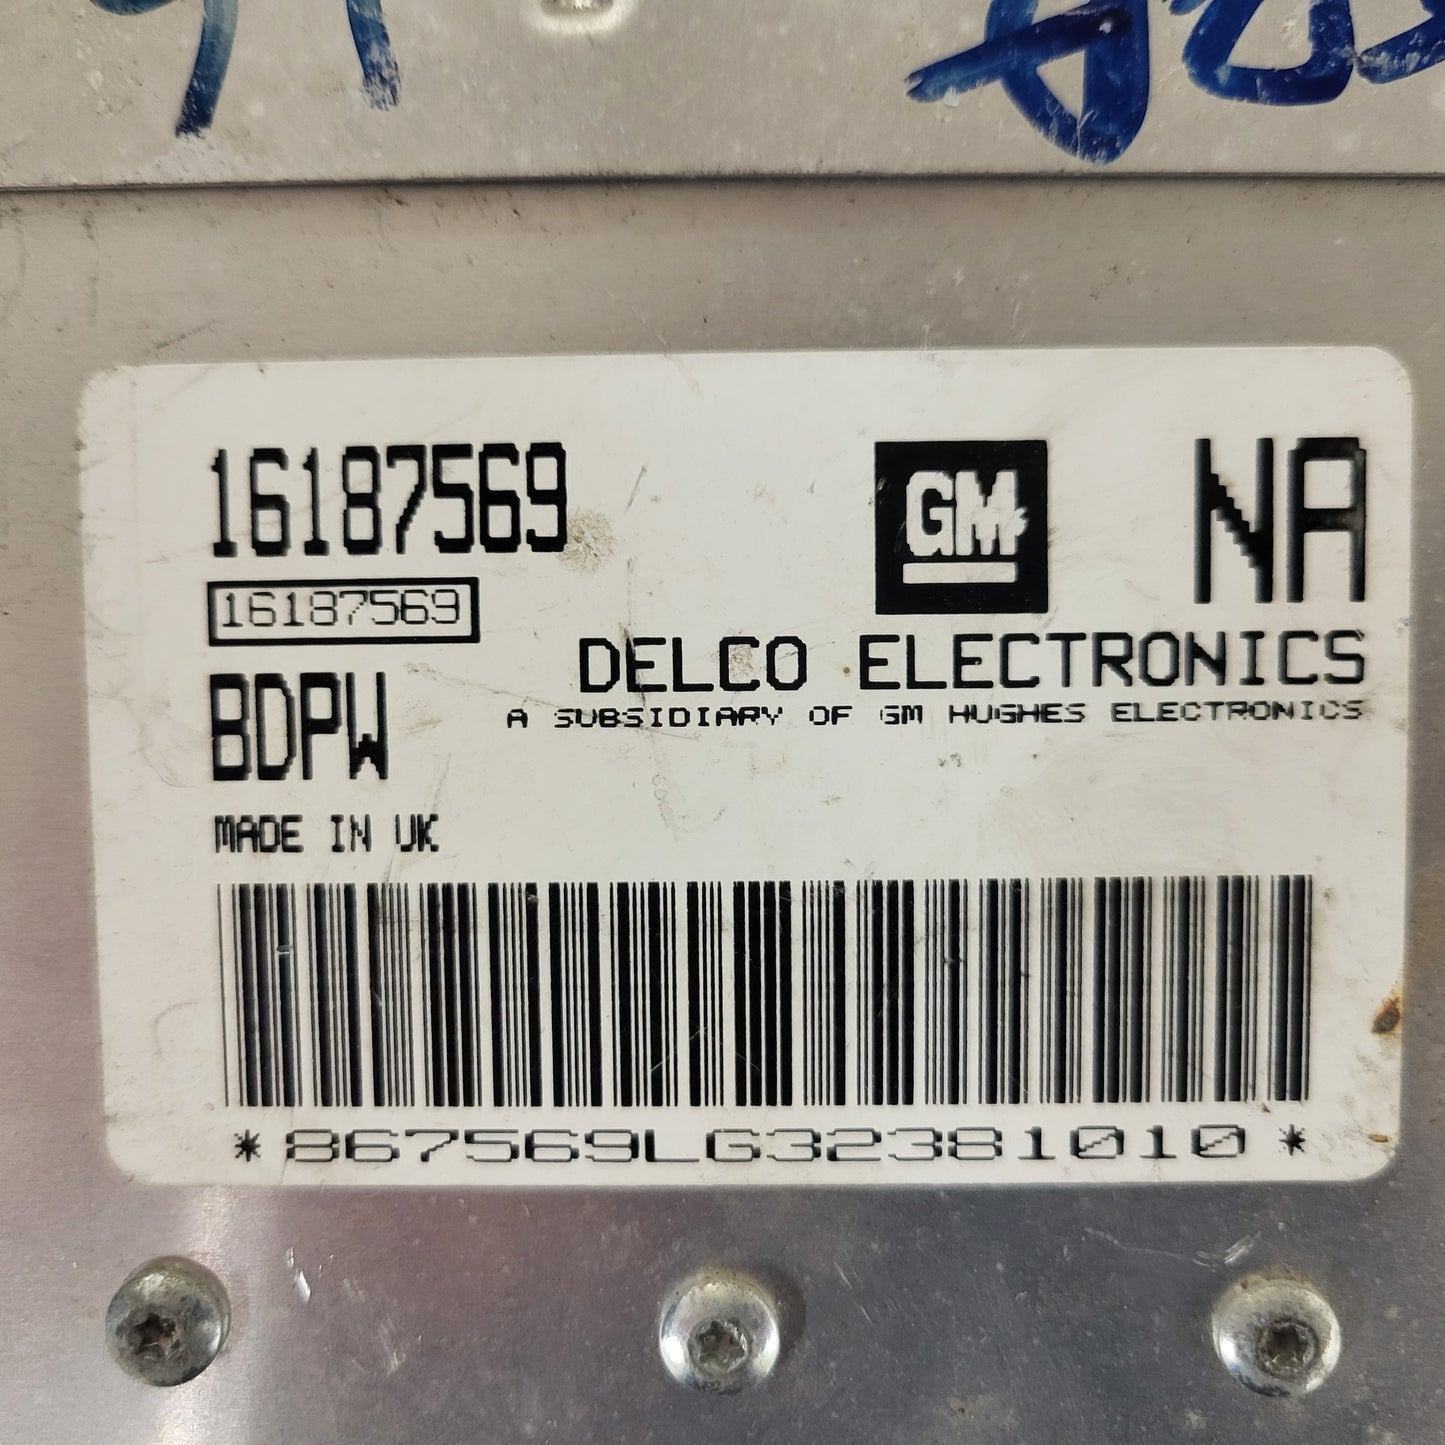 16187569
GM
NA
16187569
DELCO ELECTRONICS
A SUBSIDIARY OF GM HUGHES ELECTRONICS
BDPW
MADE IN UK
*867569LG32381010*